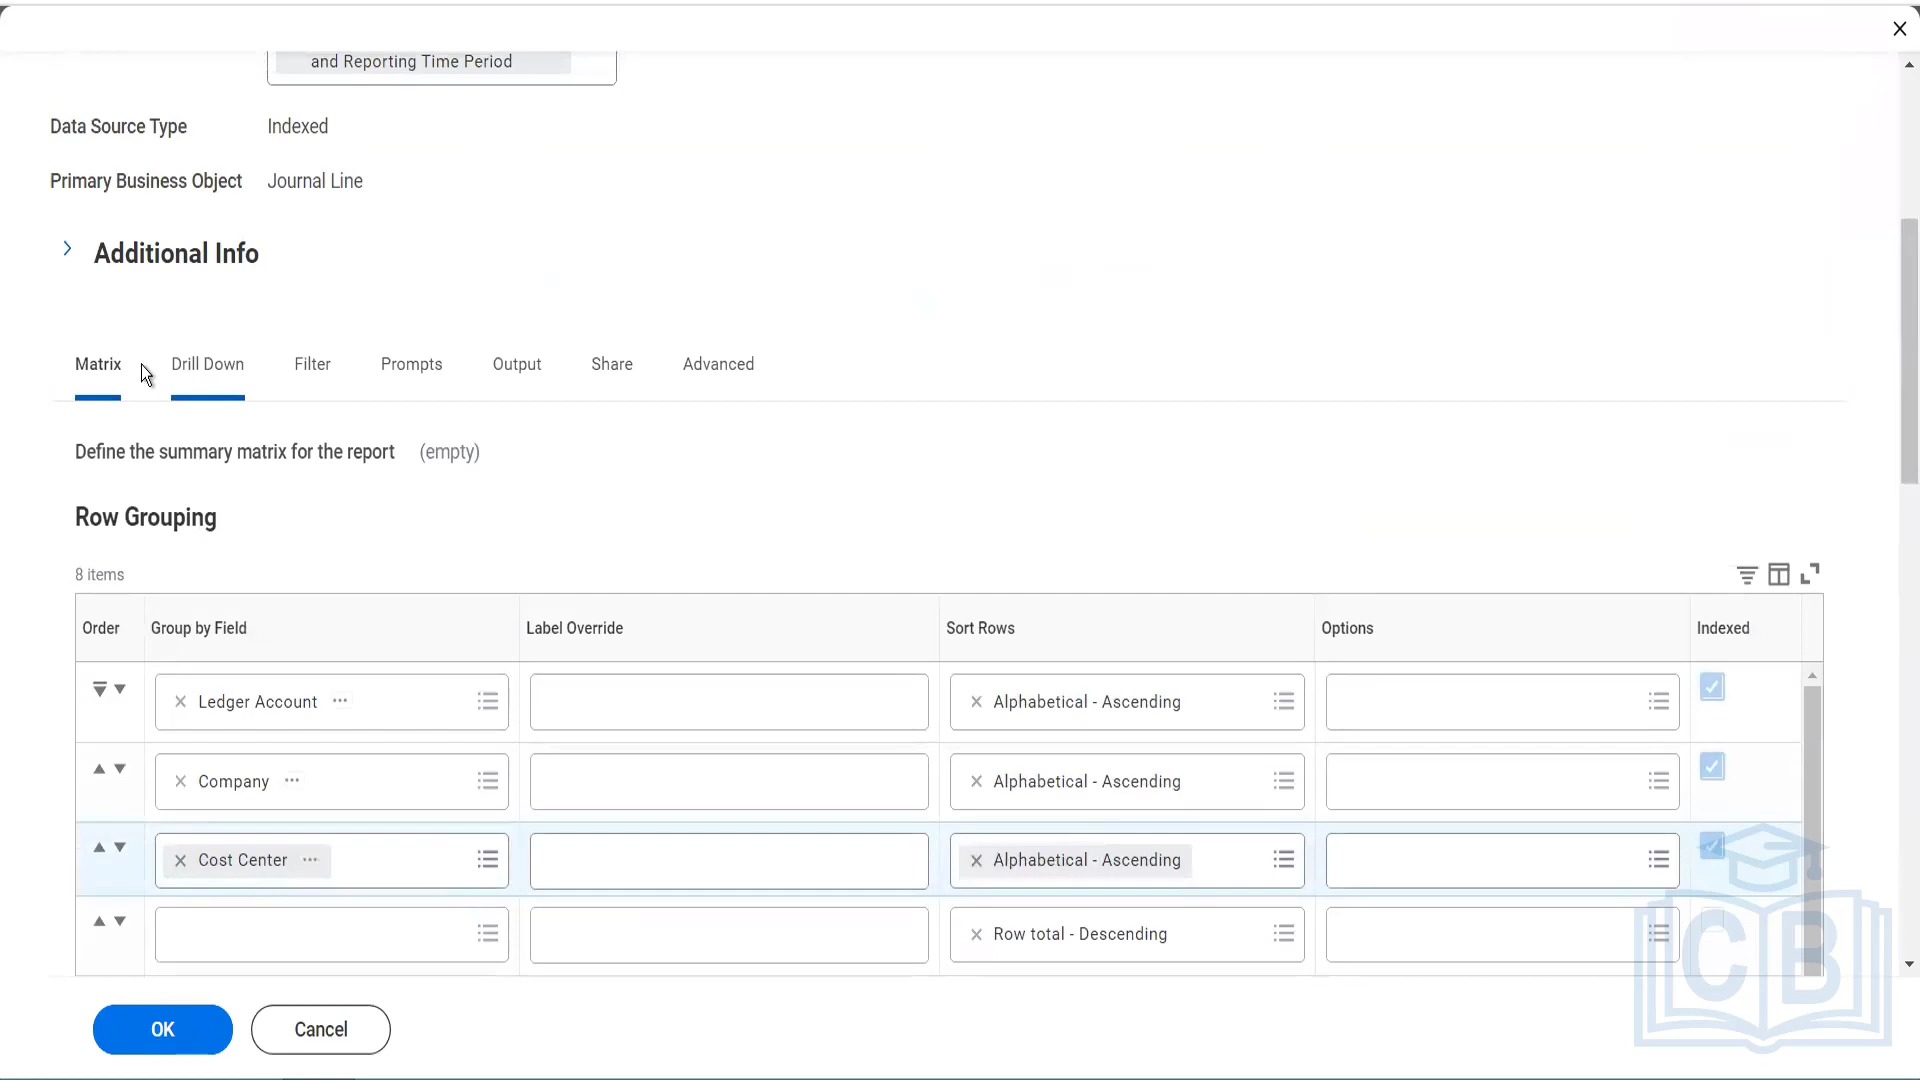 and Reporting Time Period
Data Source Type Indexed
Primary Business Object Journal Line
Additional Info
Matrix Drill Down Filter Prompts Output Share Advanced
Define the summary matrix for the report (empty)
Row Grouping
8 items
Order Group by Field Label Override Sort Rows Options Indexed
Ledger Account Alphabetical - Ascending
Company Alphabetical - Ascending
Cost Center Alphabetical - Ascending
Row total - Descending
CB
OK Cancel